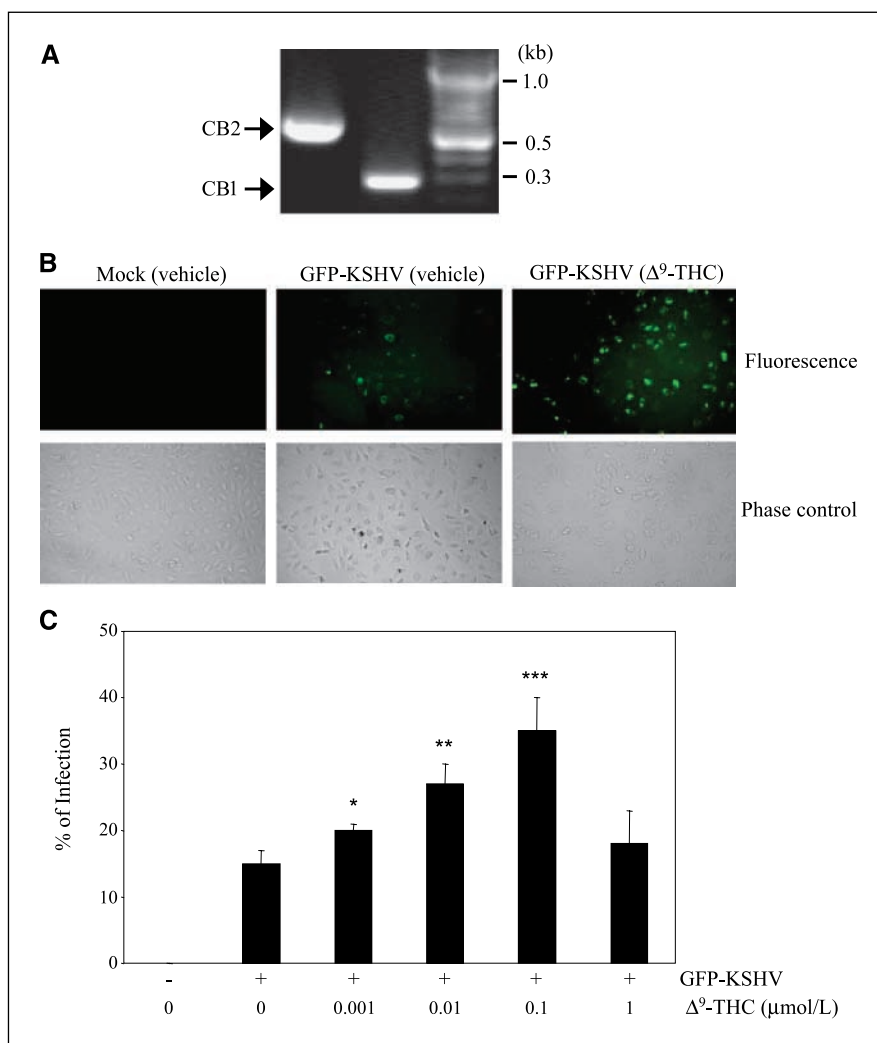 A
(kb)
1.0
CB2
0.5
0.3
CB1
B
Mock (vehicle)
GFP-KSHV (vehicle)
GFP-KSHV (Δ⁹-THC)
Fluorescence
Phase control
C
50
40
30
20
10
0
% of Infection
*
**
***
- + + + + + GFP-KSHV
0 0 0.001 0.01 0.1 1 Δ⁹-THC (µmol/L)